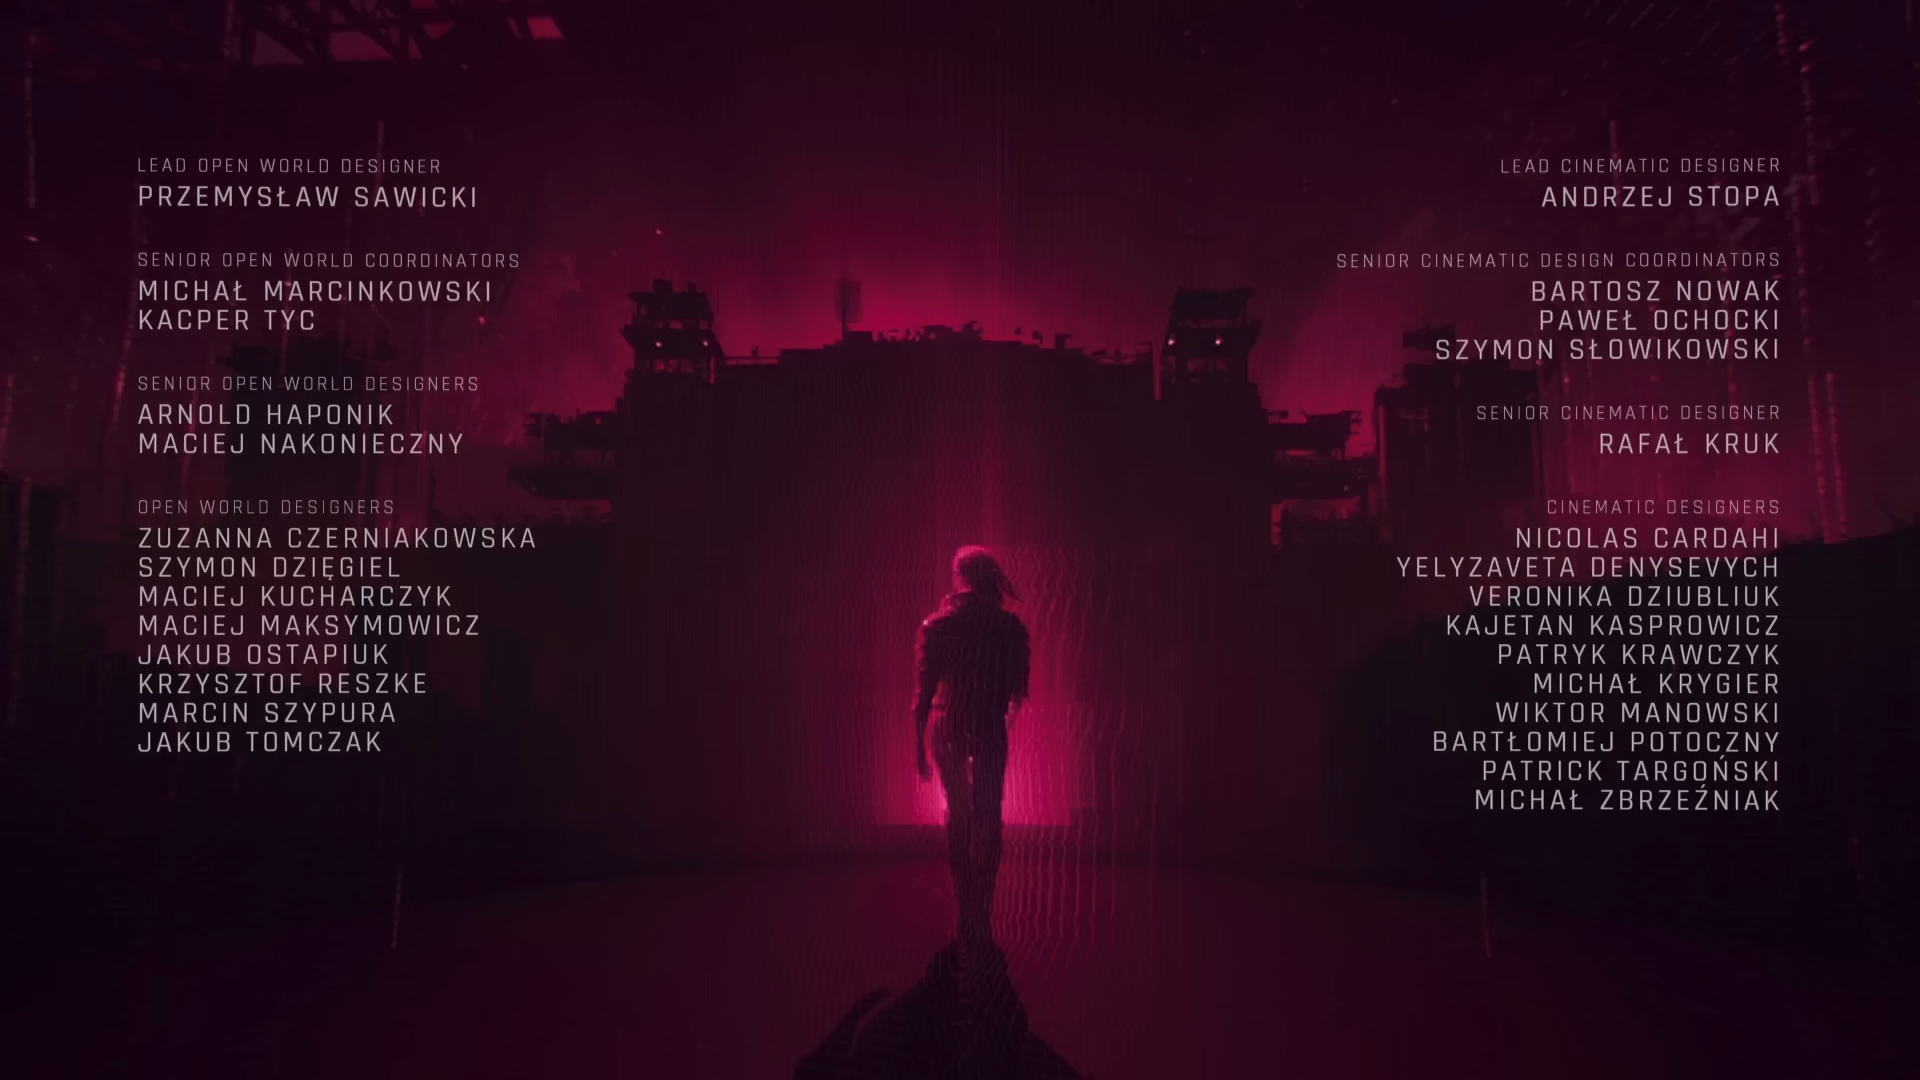 LEAD OPEN WORLD DESIGNER
PRZEMYSŁAW SAWICKI
SENIOR OPEN WORLD COORDINATORS
MICHAŁ MARCINKOWSKI
KACPER TYC
SENIOR OPEN WORLD DESIGNERS
ARNOLD HAPONIK
MACIEJ NAKONIECZNY
OPEN WORLD DESIGNERS
ZUZANNA CZERNIAKOWSKA
SZYMON DZIĘGIEL
MACIEJ KUCHARCZYK
MACIEJ MAKSYMOWICZ
JAKUB OSTAPIUK
KRZYSZTOF RESZKE
MARCIN SZYPURA
JAKUB TOMCZAK
LEAD CINEMATIC DESIGNER
ANDRZEJ STOPA
SENIOR CINEMATIC DESIGN COORDINATORS
BARTOSZ NOWAK
PAWEŁ OCHOCKI
SZYMON SŁOWIKOWSKI
SENIOR CINEMATIC DESIGNER
RAFAŁ KRUK
CINEMATIC DESIGNERS
NICOLAS CARDAHI
YELYZAVETA DENYSEVYCH
VERONIKA DZIUBLIUK
KAJETAN KASPROWICZ
PATRYK KRAWCZYK
MICHAŁ KRYGIER
WIKTOR MANOWSKI
BARTŁOMIEJ POTOCZNY
PATRICK TARGOŃSKI
MICHAŁ ZBRZEŹNIAK